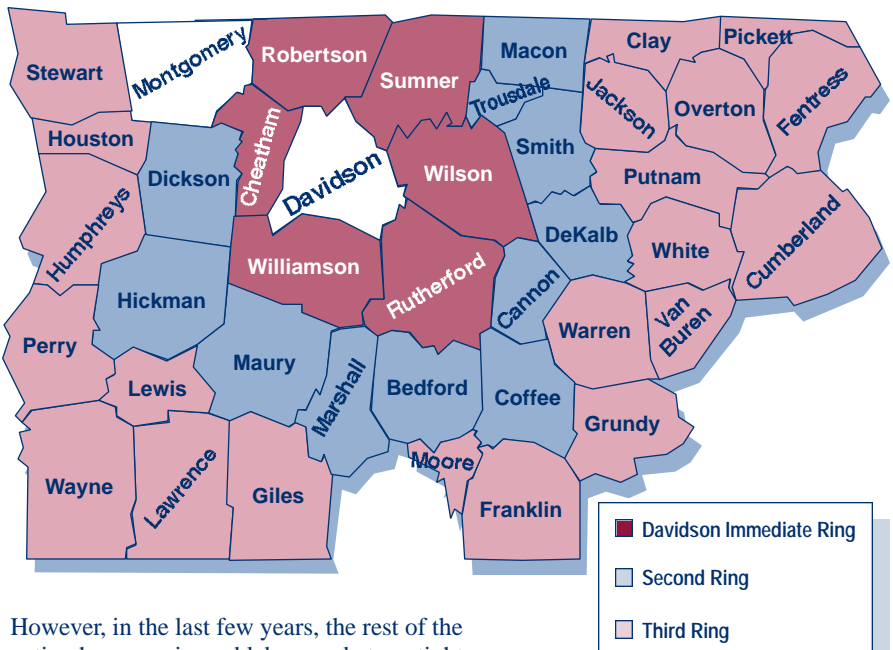 Stewart
Montgomery
Robertson
Sumner
Macon
Clay
Pickett
Trousdale
Jackson
Overton
Fentress
Houston
Cheatham
Davidson
Wilson
Smith
Dickson
Putnam
Humphreys
DeKalb
White
Cumberland
Williamson
Rutherford
Cannon
Hickman
Warren
Van
Buren
Perry
Maury
Marshall
Bedford
Coffee
Lewis
Grundy
Moore
Wayne
Lawrence
Giles
Franklin
Davidson Immediate Ring
Second Ring
Third Ring
However, in the last few years, the rest of the